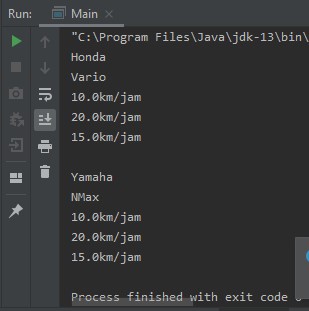 Run: Main
"C:\Program Files\Java\jdk-13\bin\
Honda
Vario
10.0km/jam
20.0km/jam
15.0km/jam
Yamaha
NMax
10.0km/jam
20.0km/jam
15.0km/jam
Process finished with exit code